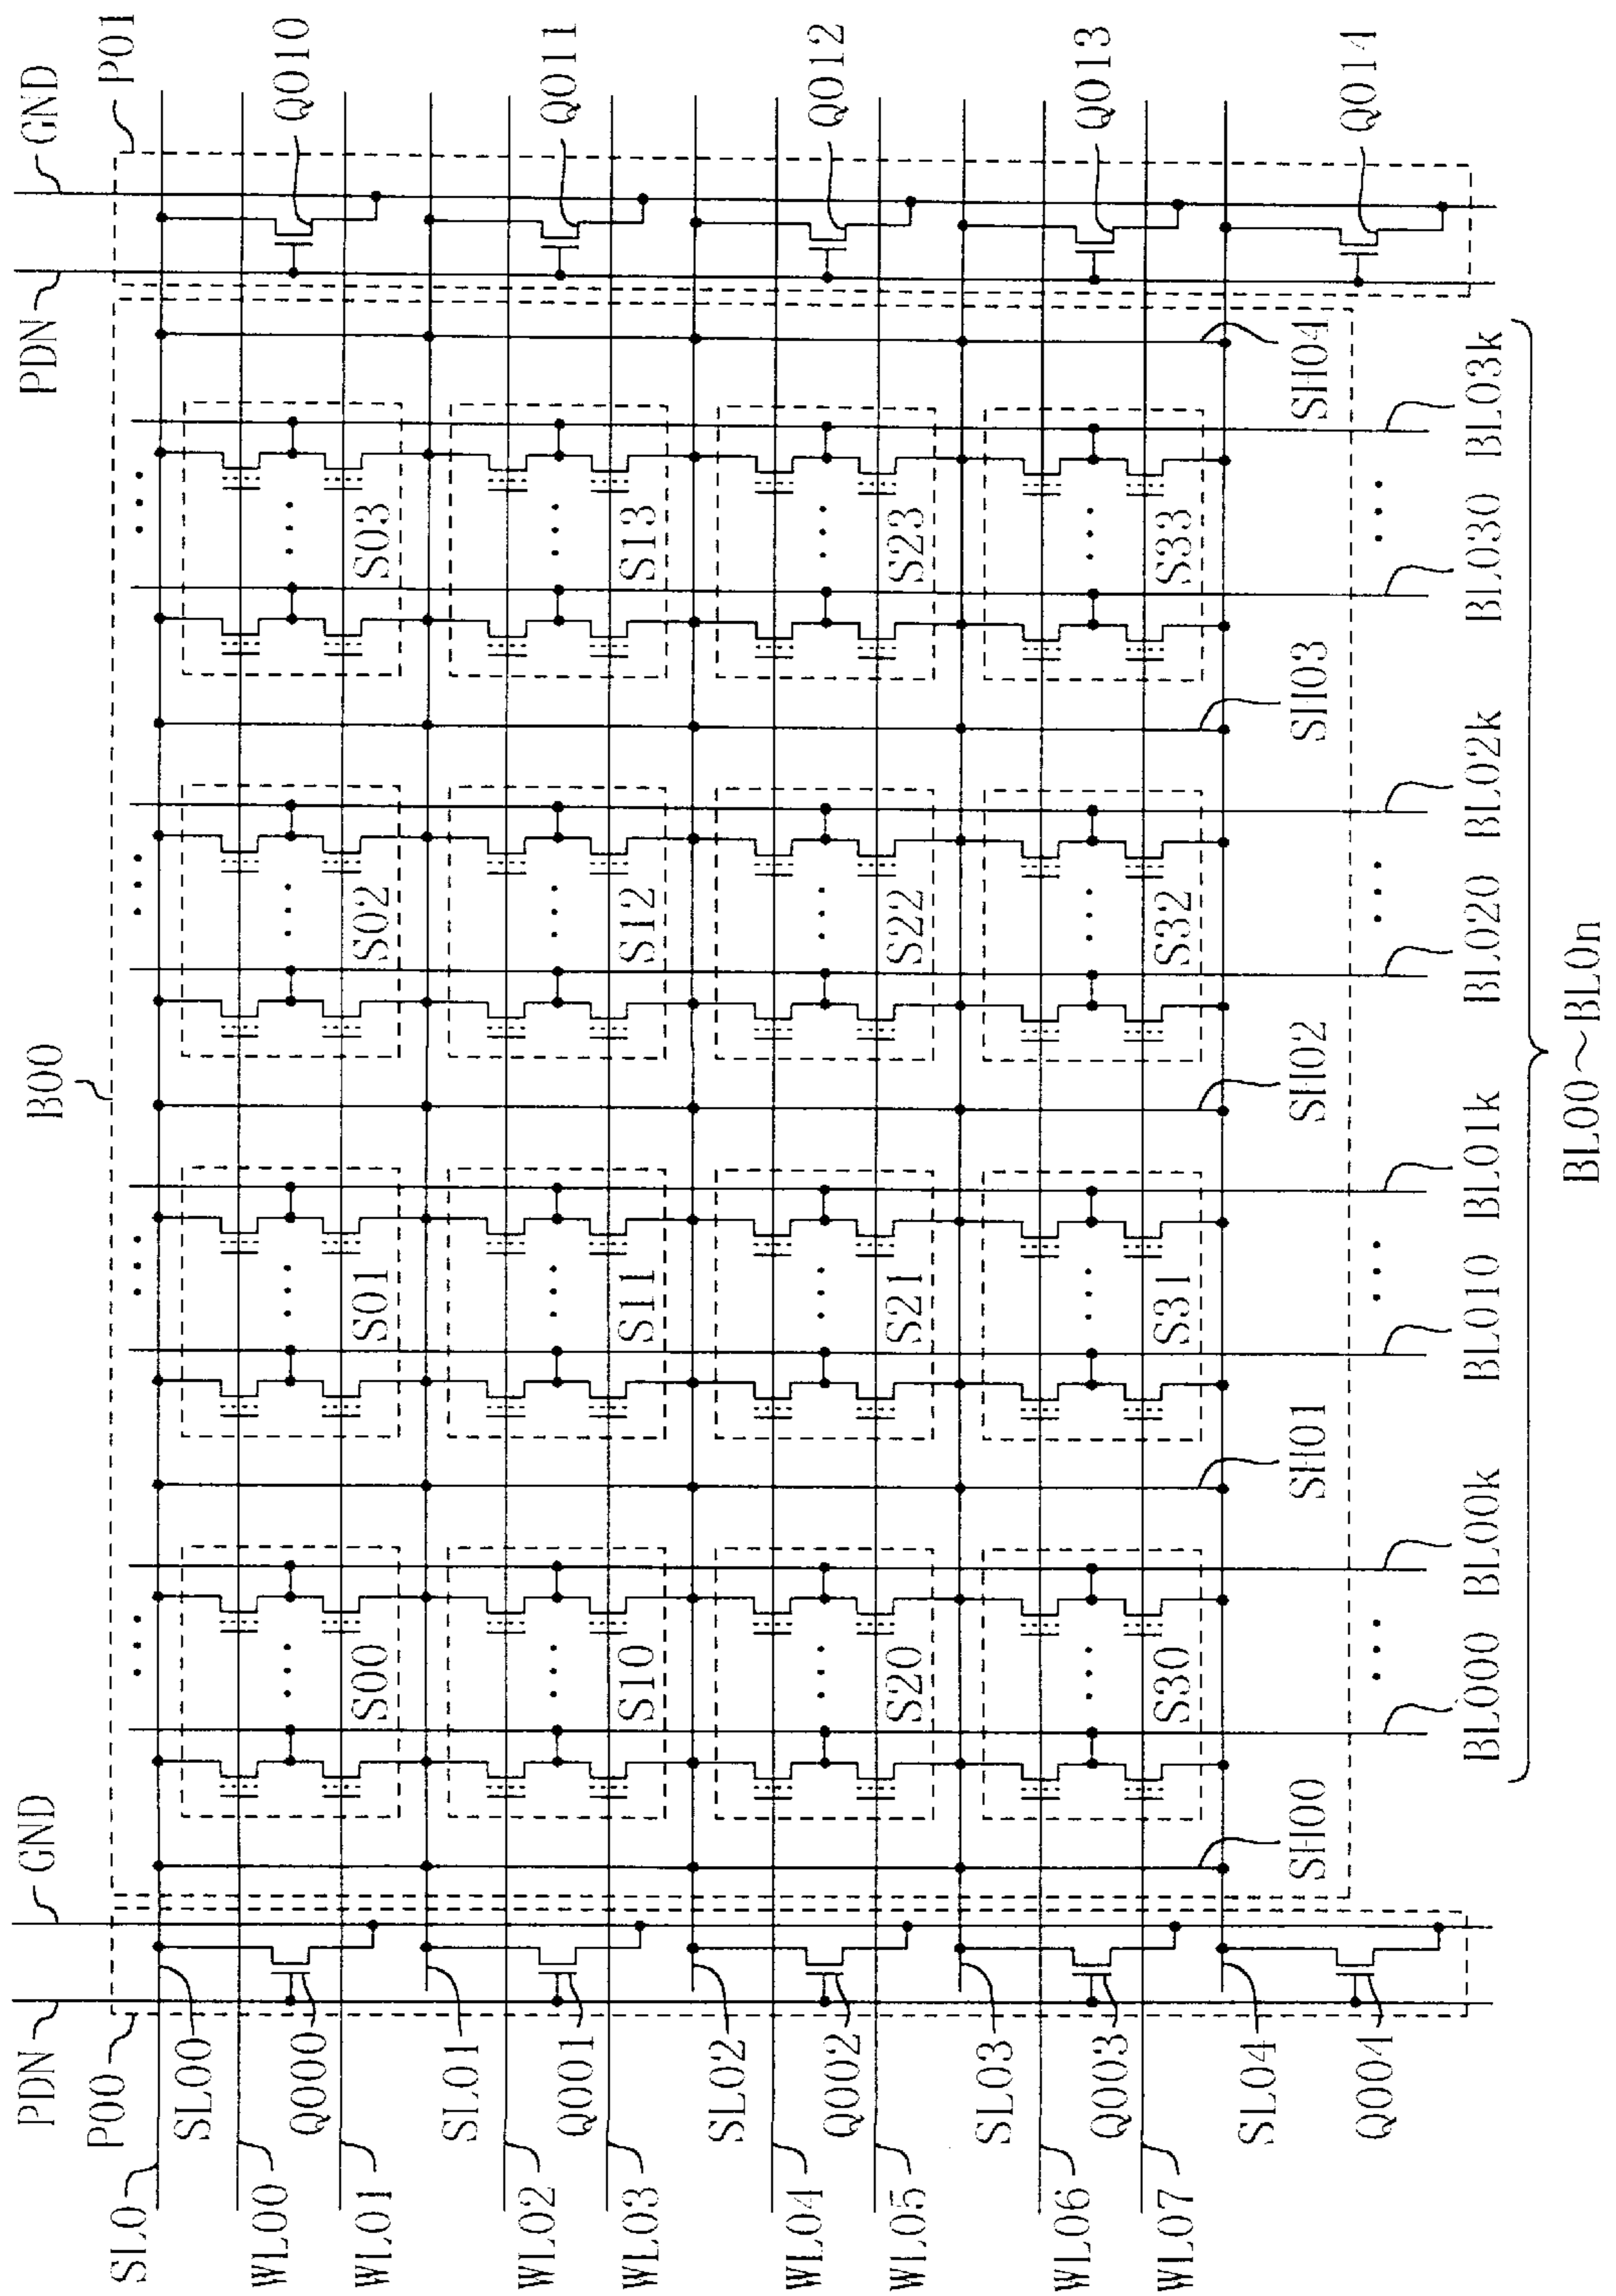 PDN
GND
B00
PDN
GND
P00
P01
SL0
SL00
WL00
Q000
Q010
WL01
S00
S01
S02
S03
SL01
WL02
Q001
Q011
WL03
S10
S11
S12
S13
SL02
WL04
Q002
Q012
WL05
S20
S21
S22
S23
SL03
WL06
Q003
Q013
WL07
S30
S31
S32
S33
SL04
SH00
SH01
SH02
SH03
SH04
Q004
Q014
BL000
BL00k
BL010
BL01k
BL020
BL02k
BL030
BL03k
BL00~BL0n